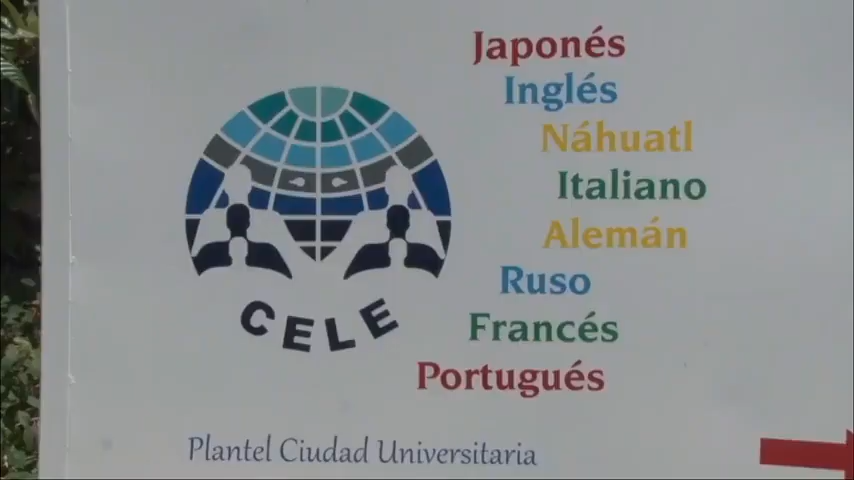 Japonés
Inglés
Náhuatl
Italiano
Alemán
Ruso
Francés
Portugués
CELE
Plantel Ciudad Universitaria